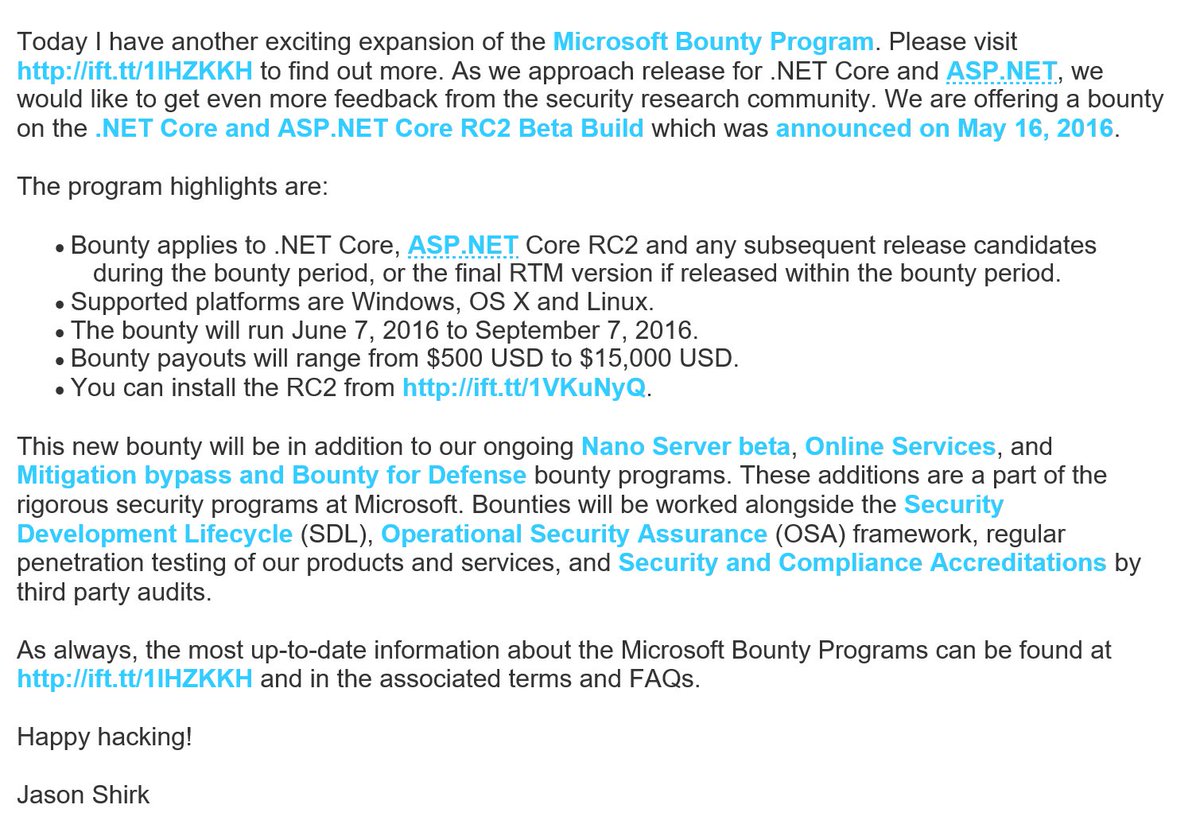 Today I have another exciting expansion of the Microsoft Bounty Program. Please visit
http://ift.tt/1IHZKKH to find out more. As we approach release for .NET Core and ASP.NET, we
would like to get even more feedback from the security research community. We are offering a bounty
on the .NET Core and ASP.NET Core RC2 Beta Build which was announced on May 16, 2016.
The program highlights are:
• Bounty applies to .NET Core, ASP.NET Core RC2 and any subsequent release candidates
during the bounty period, or the final RTM version if released within the bounty period.
• Supported platforms are Windows, OS X and Linux.
• The bounty will run June 7, 2016 to September 7, 2016.
• Bounty payouts will range from $500 USD to $15,000 USD.
• You can install the RC2 from http://ift.tt/1VKuNyQ.
This new bounty will be in addition to our ongoing Nano Server beta, Online Services, and
Mitigation bypass and Bounty for Defense bounty programs. These additions are a part of the
rigorous security programs at Microsoft. Bounties will be worked alongside the Security
Development Lifecycle (SDL), Operational Security Assurance (OSA) framework, regular
penetration testing of our products and services, and Security and Compliance Accreditations by
third party audits.
As always, the most up-to-date information about the Microsoft Bounty Programs can be found at
http://ift.tt/1IHZKKH and in the associated terms and FAQs.
Happy hacking!
Jason Shirk